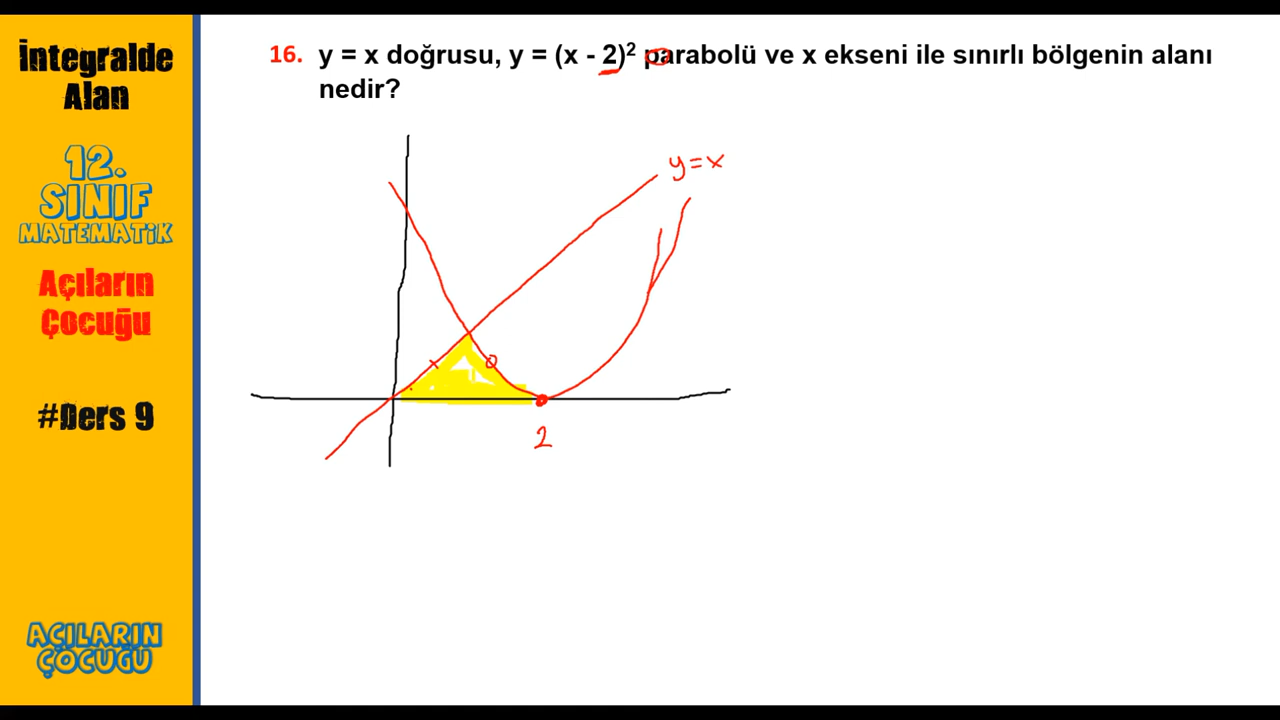 İntegralde
Alan
12.
SINIF
MATEMATİK
Açıların
Çocuğu
#Ders 9
AÇILARIN
ÇOCUĞU
16. y = x doğrusu, y = (x - 2)² parabolü ve x ekseni ile sınırlı bölgenin alanı
nedir?
y=x
2